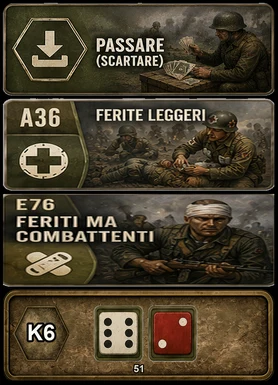 PASSARE
(SCARTARE)
A36
FERITE LEGGERI
E76
FERITI MA
COMBATTENTI
K6
51